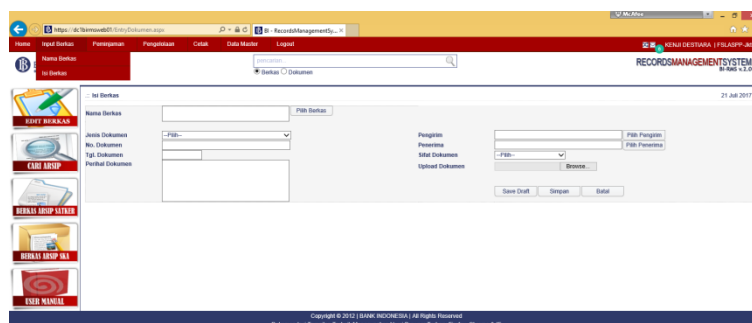 McAfee
https://dc1birmsweb01/EntryDokumen.aspx
BI - RecordsManagementSy...
Home Input Berkas Peminjaman Pengelolaan Cetak Data Master Logout
KENJI DESTIARA | FSLASPP-Jkt
Nama Berkas
Isi Berkas
pencarian...
Berkas Dokumen
RECORDSMANAGEMENTSYSTEM
BI-RMS v.2.0
.:: Isi Berkas
21 Juli 2017
Nama Berkas
Pilih Berkas
Jenis Dokumen --Pilih--
No. Dokumen
Tgl. Dokumen
Perihal Dokumen
Pengirim Pilih Pengirim
Penerima Pilih Penerima
Sifat Dokumen --Pilih--
Upload Dokumen Browse...
Save Draft Simpan Batal
EDIT BERKAS
CARI ARSIP
BERKAS ARSIP SATKER
BERKAS ARSIP SKA
USER MANUAL
Copyright © 2012 | BANK INDONESIA | All Rights Reserved